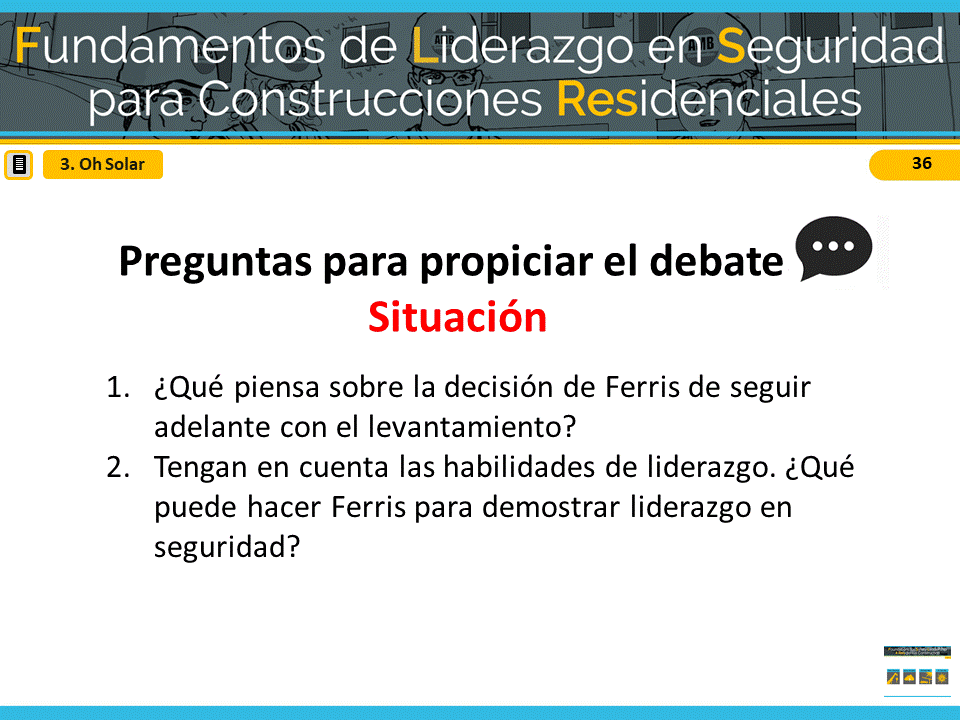 Fundamentos de Liderazgo en Seguridad
para Construcciones Residenciales
3. Oh Solar
36
Preguntas para propiciar el debate
Situación
1. ¿Qué piensa sobre la decisión de Ferris de seguir
adelante con el levantamiento?
2. Tengan en cuenta las habilidades de liderazgo. ¿Qué
puede hacer Ferris para demostrar liderazgo en
seguridad?